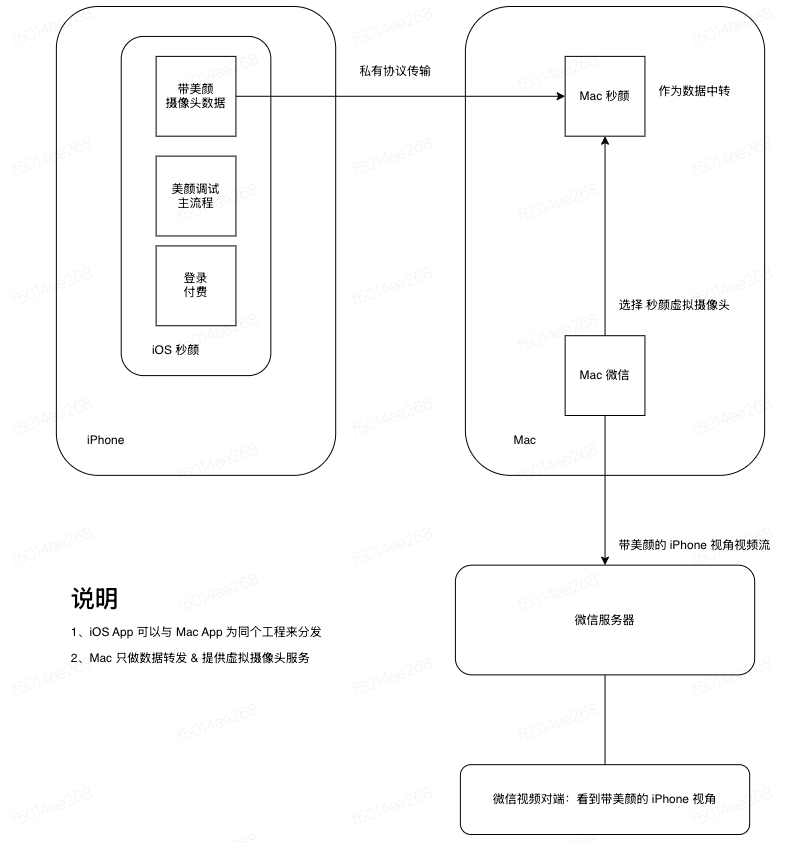 带美颜
摄像头数据
私有协议传输
Mac 秒颜
作为数据中转
美颜调试
主流程
登录
付费
选择 秒颜虚拟摄像头
iOS 秒颜
Mac 微信
iPhone
Mac
带美颜的 iPhone 视角视频流
说明
微信服务器
1、iOS App 可以与 Mac App 为同个工程来分发
2、Mac 只做数据转发 & 提供虚拟摄像头服务
微信视频对端：看到带美颜的 iPhone 视角
f5014ee268